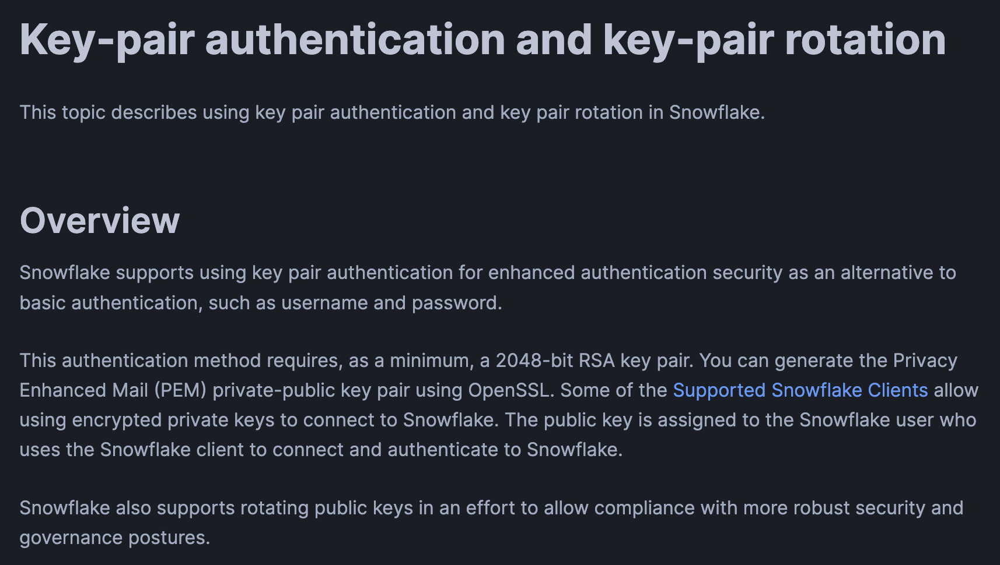 Key-pair authentication and key-pair rotation
This topic describes using key pair authentication and key pair rotation in Snowflake.
Overview
Snowflake supports using key pair authentication for enhanced authentication security as an alternative to
basic authentication, such as username and password.
This authentication method requires, as a minimum, a 2048-bit RSA key pair. You can generate the Privacy
Enhanced Mail (PEM) private-public key pair using OpenSSL. Some of the Supported Snowflake Clients allow
using encrypted private keys to connect to Snowflake. The public key is assigned to the Snowflake user who
uses the Snowflake client to connect and authenticate to Snowflake.
Snowflake also supports rotating public keys in an effort to allow compliance with more robust security and
governance postures.